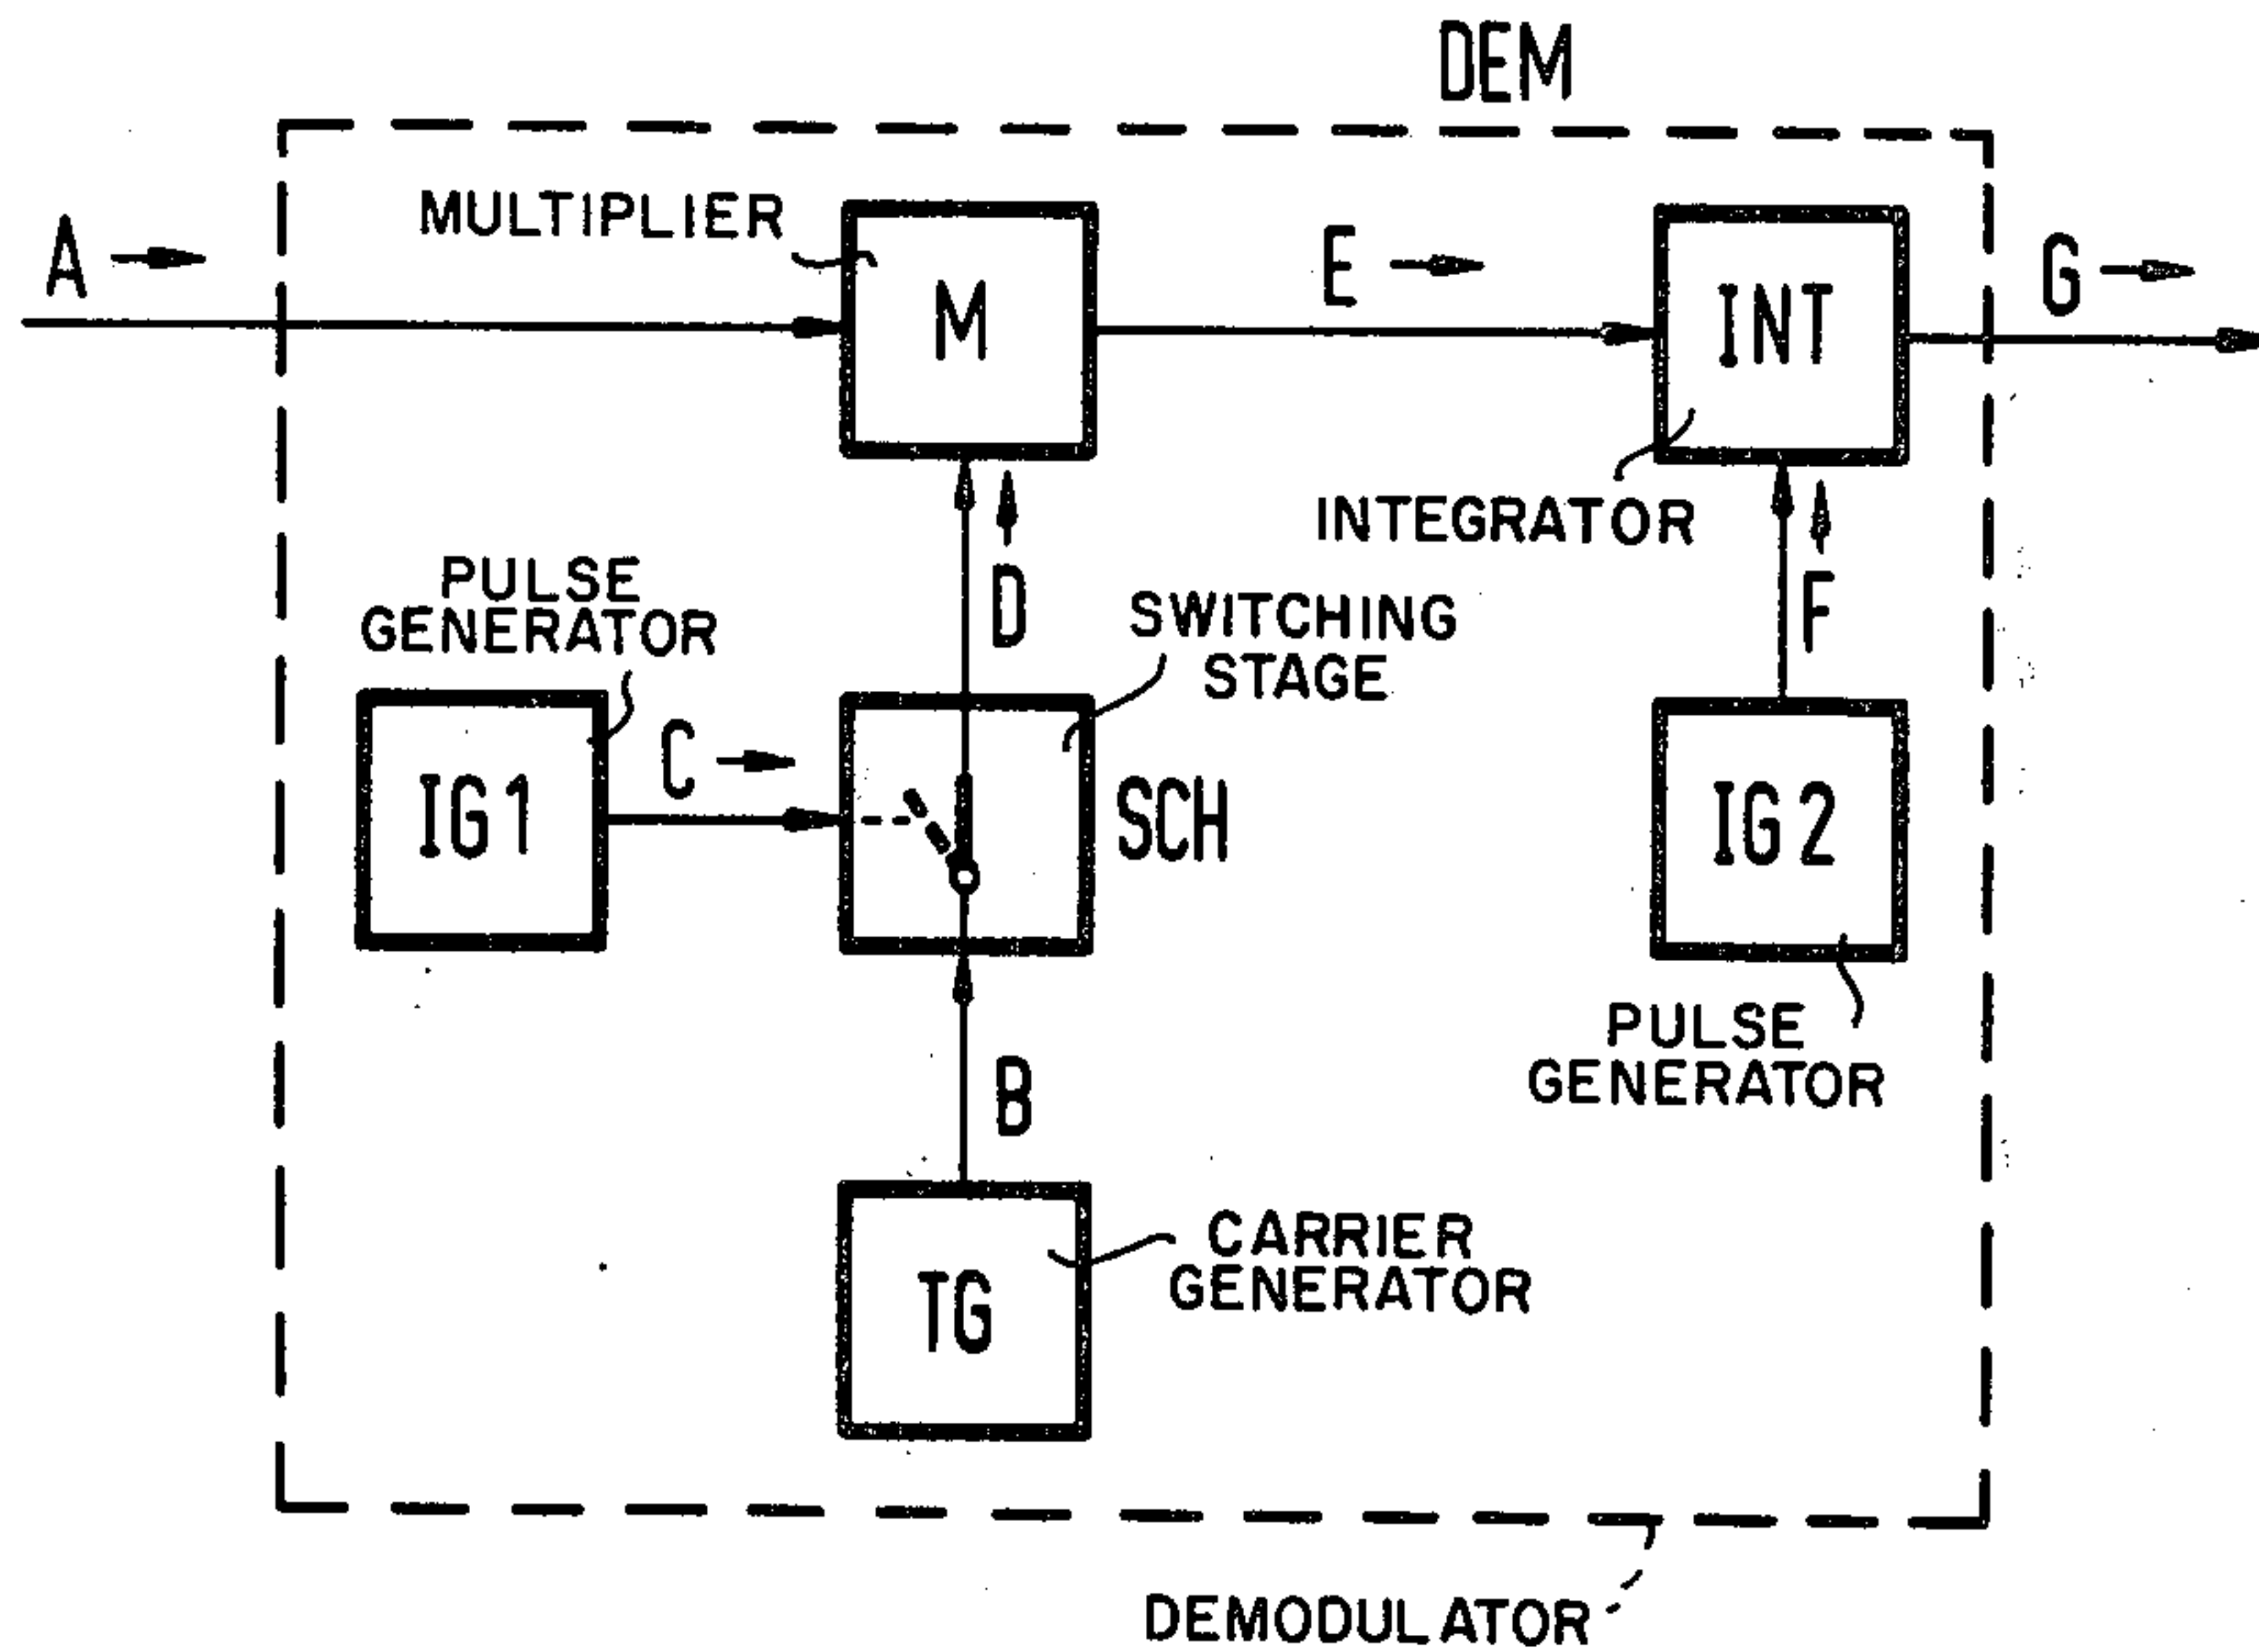 DEM
MULTIPLIER
A
M
E
INT
G
INTEGRATOR
D
F
PULSE
GENERATOR
SWITCHING
STAGE
C
IG1
SCH
IG2
B
PULSE
GENERATOR
CARRIER
GENERATOR
TG
DEMODULATOR